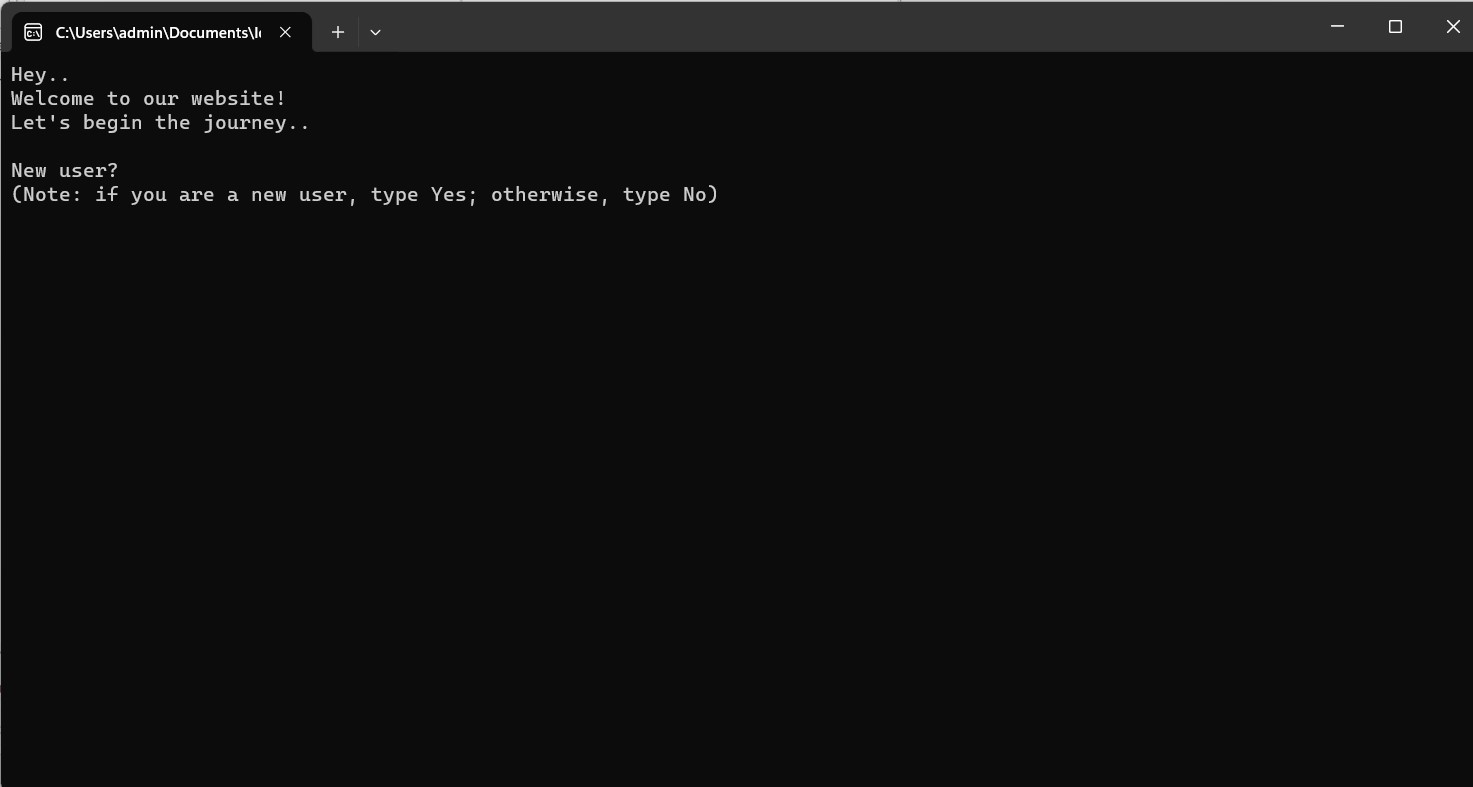 C:\Users\admin\Documents\
Hey..
Welcome to our website!
Let's begin the journey..
New user?
(Note: if you are a new user, type Yes; otherwise, type No)